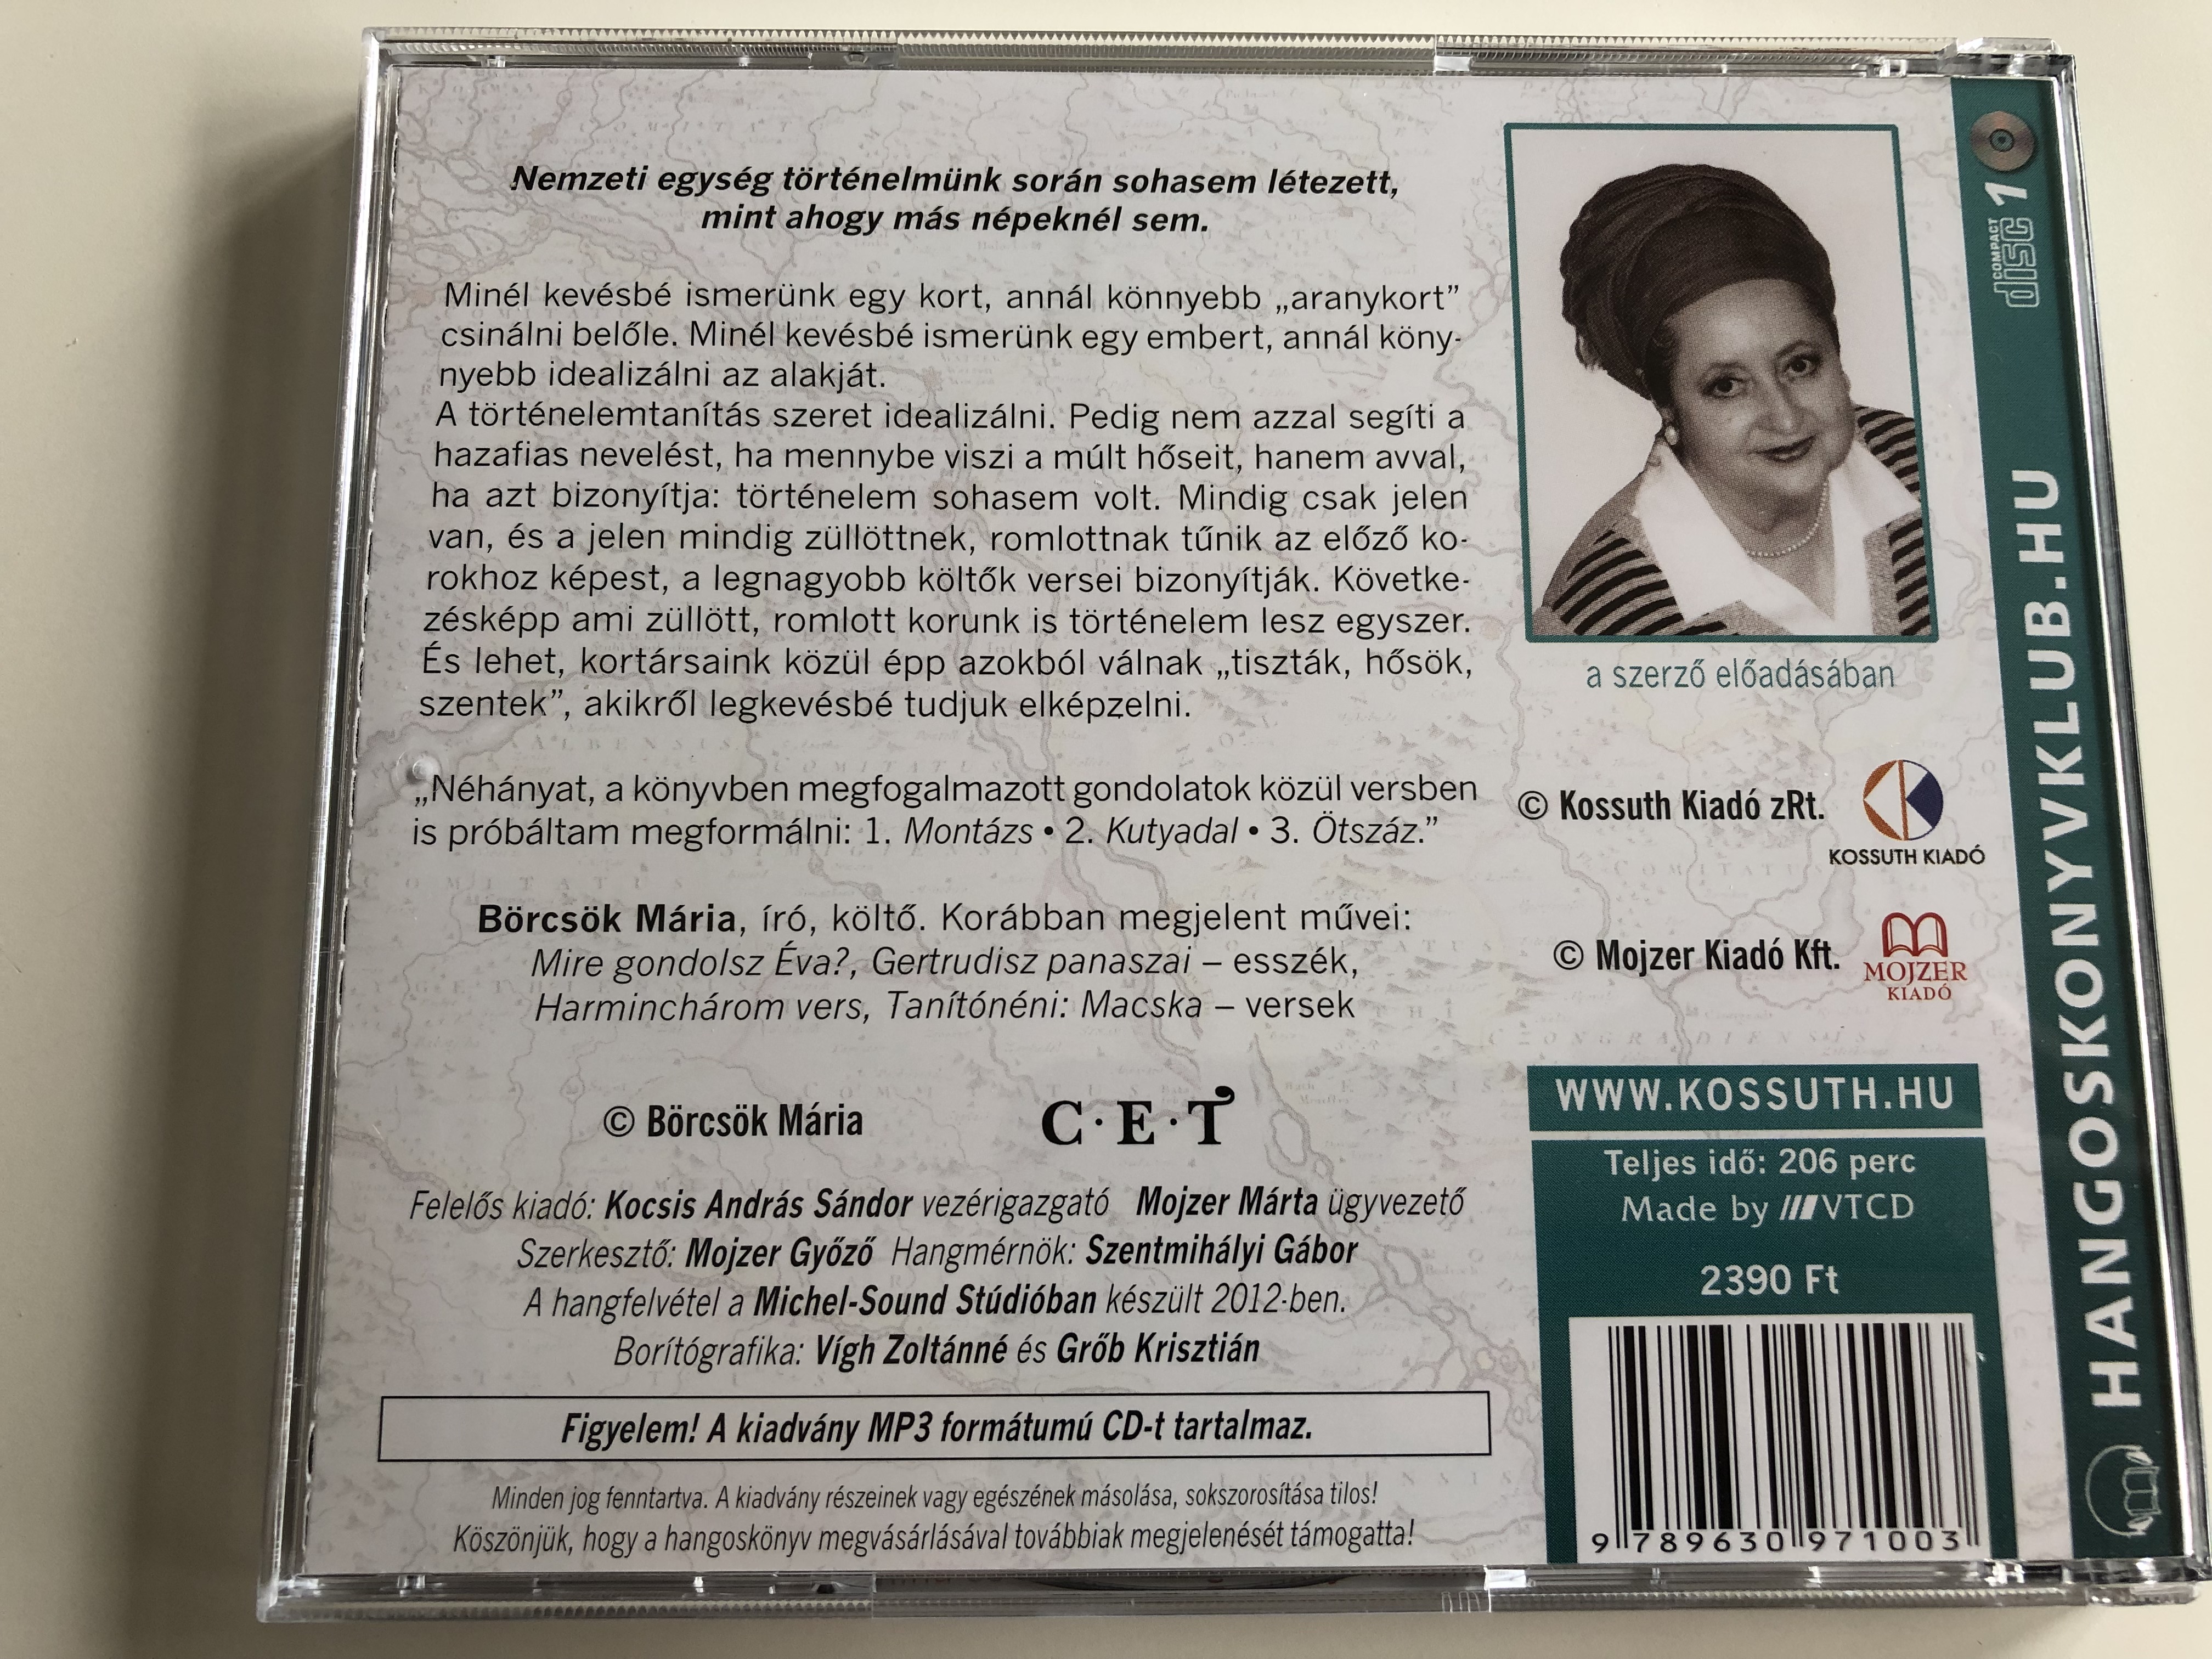 Nemzeti egység történelmünk során sohasem létezett,
mint ahogy más népeknél sem.
Minél kevésbé ismerünk egy kort, annál könnyebb „aranykort”
csinálni belőle. Minél kevésbé ismerünk egy embert, annál köny-
nyebb idealizálni az alakját.
A történelemtanítás szeret idealizálni. Pedig nem azzal segíti a
hazafias nevelést, ha mennybe viszi a múlt hőseit, hanem avval,
ha azt bizonyítja: történelem sohasem volt. Mindig csak jelen
van, és a jelen mindig züllöttnek, romlottnak tűnik az előző ko-
rokhoz képest, a legnagyobb költők versei bizonyítják. Követke-
zésképp ami züllött, romlott korunk is történelem lesz egyszer.
És lehet, kortársaink közül épp azokból válnak „tiszták, hősök,
szentek”, akikről legkevésbé tudjuk elképzelni.
„Néhányat, a könyvben megfogalmazott gondolatok közül versben
is próbáltam megformálni: 1. Montázs • 2. Kutyadal • 3. Ötszáz.”
Börcsök Mária, író, költő. Korábban megjelent művei:
Mire gondolsz Éva?, Gertrudisz panaszai – esszék,
Harminchárom vers, Tanítónéni: Macska – versek
© Börcsök Mária
C·E·T
Felelős kiadó: Kocsis András Sándor vezérigazgató Mojzer Márta ügyvezető
Szerkesztő: Mojzer Győző Hangmérnök: Szentmihályi Gábor
A hangfelvétel a Michel-Sound Stúdióban készült 2012-ben.
Borítógrafika: Vígh Zoltánné és Grőb Krisztián
Figyelem! A kiadvány MP3 formátumú CD-t tartalmaz.
Minden jog fenntartva. A kiadvány részeinek vagy egészének másolása, sokszorosítása tilos!
Köszönjük, hogy a hangoskönyv megvásárlásával továbbiak megjelenését támogatta!
a szerző előadásában
© Kossuth Kiadó zRt.
KOSSUTH KIADÓ
© Mojzer Kiadó Kft.
MOJZER
KIADÓ
WWW.KOSSUTH.HU
Teljes idő: 206 perc
Made by VTCD
2390 Ft
9 789630 971003
HANGOSKONYVKLUB.HU
COMPACT
disc
1